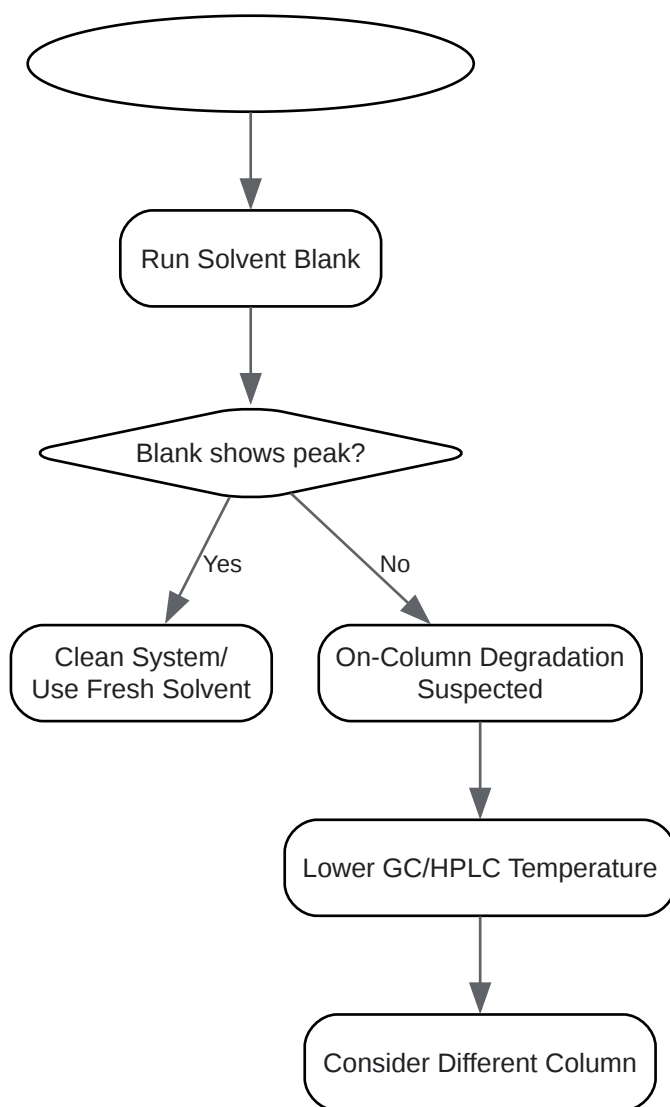 Run Solvent Blank
Blank shows peak?
Yes
No
Clean System/
Use Fresh Solvent
On-Column Degradation
Suspected
Lower GC/HPLC Temperature
Consider Different Column